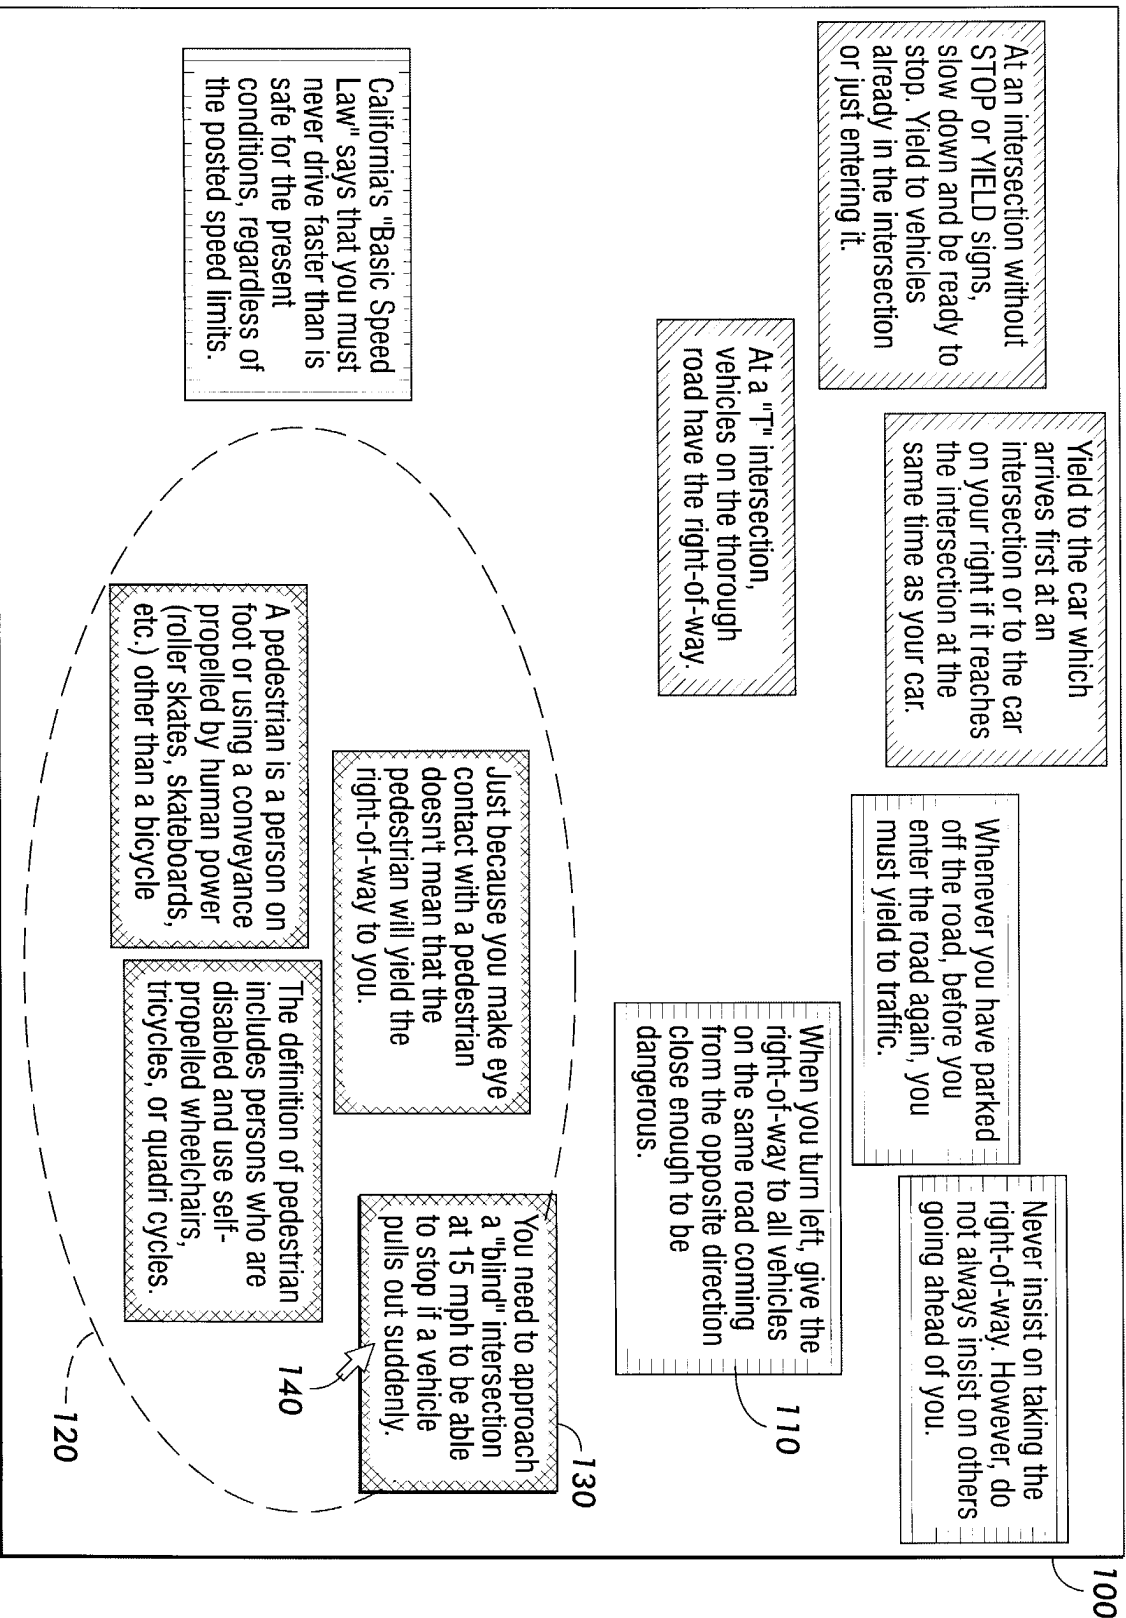 At an intersection without
STOP or YIELD signs,
slow down and be ready to
stop. Yield to vehicles
already in the intersection
or just entering it.
Yield to the car which
arrives first at an
intersection or to the car
on your right if it reaches
the intersection at the
same time as your car.
Whenever you have parked
off the road, before you
enter the road again, you
must yield to traffic.
Never insist on taking the
right-of-way. However, do
not always insist on others
going ahead of you.
100
At a "T" intersection,
vehicles on the thorough
road have the right-of-way.
When you turn left, give the
right-of-way to all vehicles
on the same road coming
from the opposite direction
close enough to be
dangerous.
110
California's "Basic Speed
Law" says that you must
never drive faster than is
safe for the present
conditions, regardless of
the posted speed limits.
Just because you make eye
contact with a pedestrian
doesn't mean that the
pedestrian will yield the
right-of-way to you.
You need to approach
a "blind" intersection
at 15 mph to be able
to stop if a vehicle
pulls out suddenly.
130
140
A pedestrian is a person on
foot or using a conveyance
propelled by human power
(roller skates, skateboards,
etc.) other than a bicycle
The definition of pedestrian
includes persons who are
disabled and use self-
propelled wheelchairs,
tricycles, or quadri cycles.
120